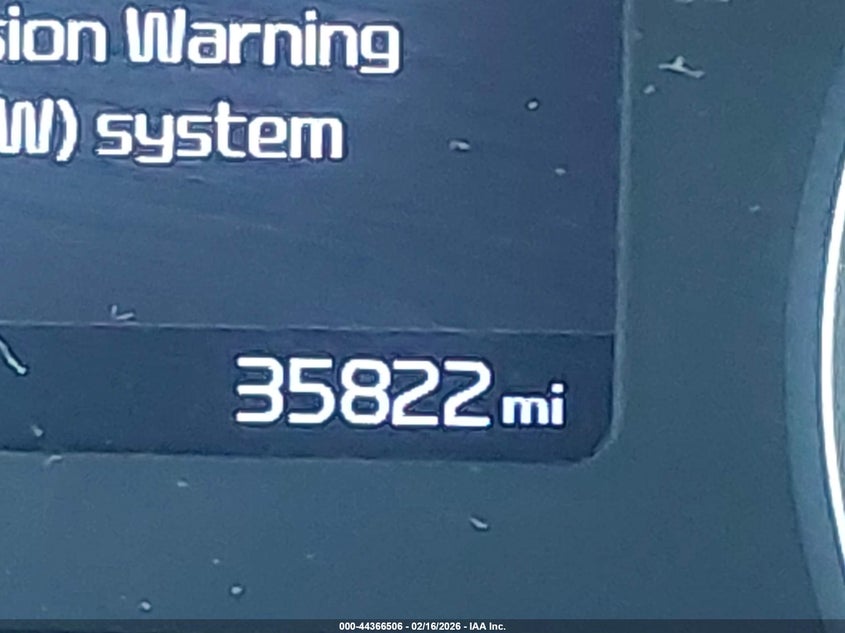 sion Warning
W) system
35822 mi
000-44366506 - 02/16/2026 - IAA Inc.